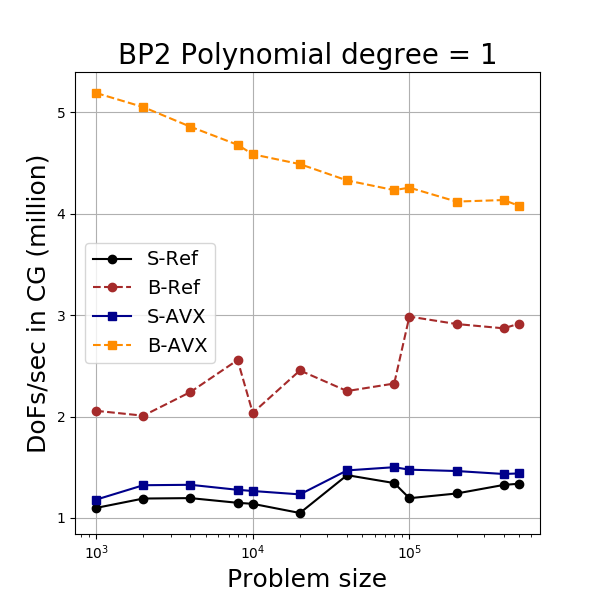 BP2 Polynomial degree = 1
DoFs/sec in CG (million)
5
4
3
2
1
S-Ref
B-Ref
S-AVX
B-AVX
10³
10⁴
10⁵
Problem size